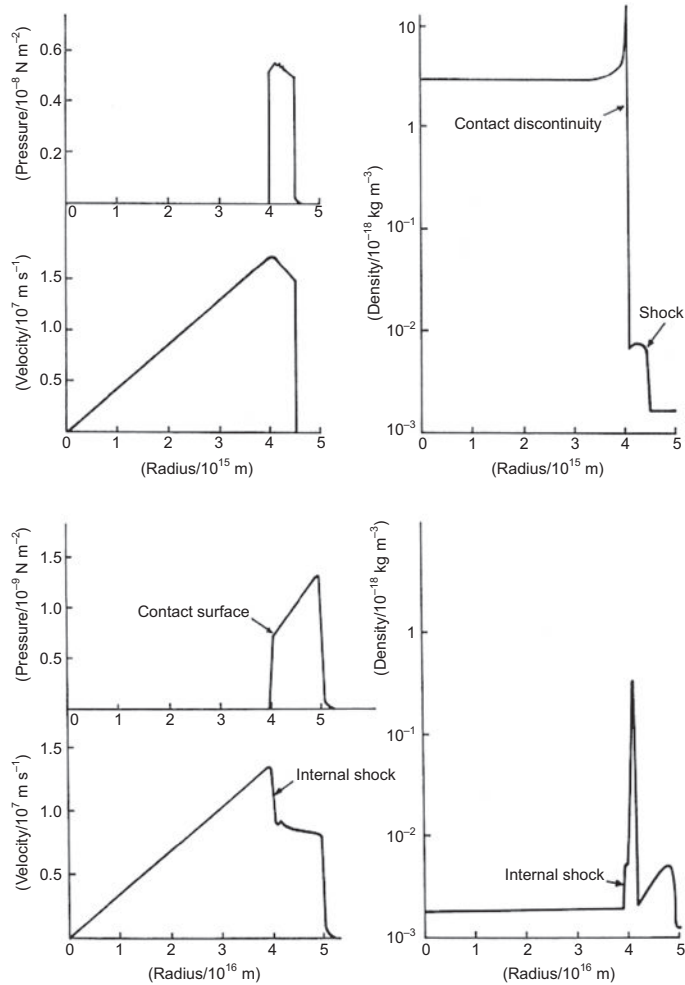 (Pressure/10⁻⁸ N m⁻²)
0.6
0.4
0.2
0 1 2 3 4 5
(Velocity/10⁷ m s⁻¹)
1.5
1.0
0.5
0 1 2 3 4 5
(Radius/10¹⁵ m)
(Density/10⁻¹⁸ kg m⁻³)
10
1
10⁻¹
10⁻²
10⁻³
Contact discontinuity
Shock
0 1 2 3 4 5
(Radius/10¹⁵ m)
(Pressure/10⁻⁹ N m⁻²)
1.5
1.0
0.5
Contact surface
0 1 2 3 4 5
(Velocity/10⁷ m s⁻¹)
1.5
1.0
0.5
Internal shock
0 1 2 3 4 5
(Radius/10¹⁶ m)
(Density/10⁻¹⁸ kg m⁻³)
1
10⁻¹
10⁻²
10⁻³
Internal shock
0 1 2 3 4 5
(Radius/10¹⁶ m)